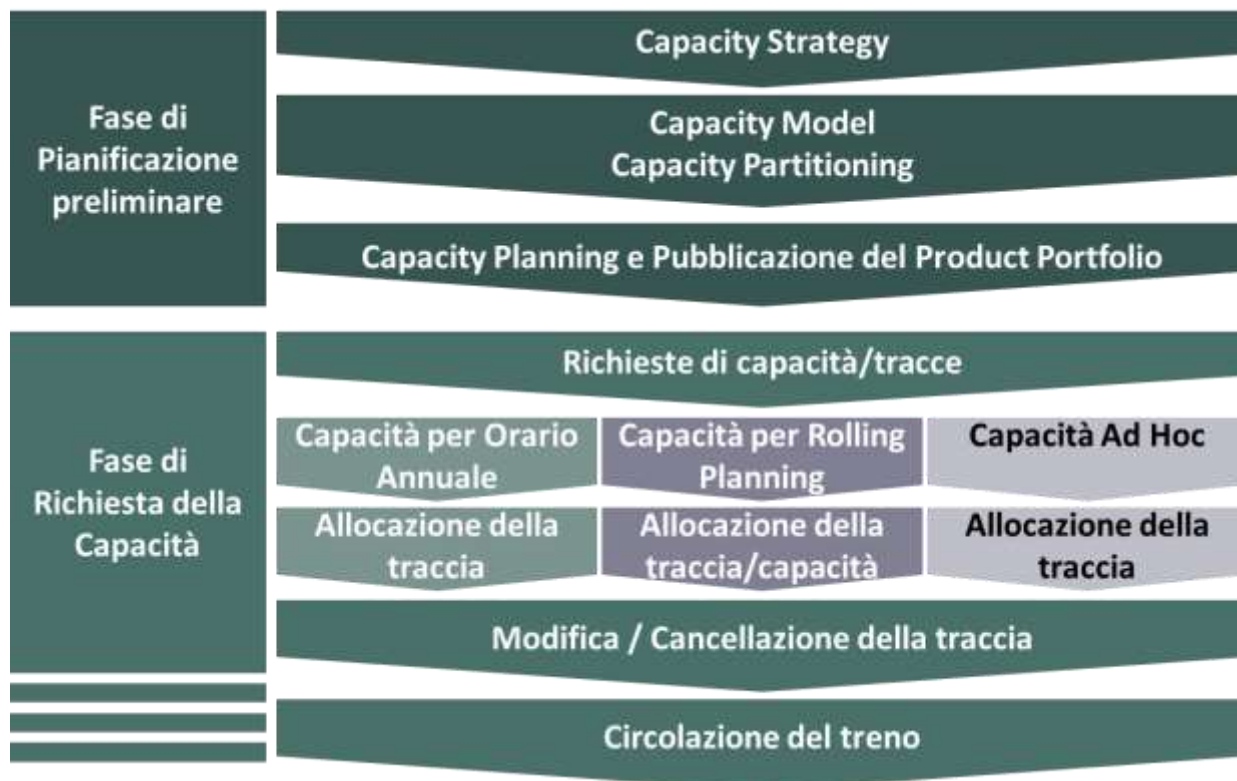 Fase di
Pianificazione
preliminare
Capacity Strategy
Capacity Model
Capacity Partitioning
Capacity Planning e Pubblicazione del Product Portfolio
Fase di
Richiesta della
Capacità
Richieste di capacità/tracce
Capacità per Orario
Annuale
Capacità per Rolling
Planning
Capacità Ad Hoc
Allocazione della
traccia
Allocazione della
traccia/capacità
Allocazione della
traccia
Modifica / Cancellazione della traccia
Circolazione del treno